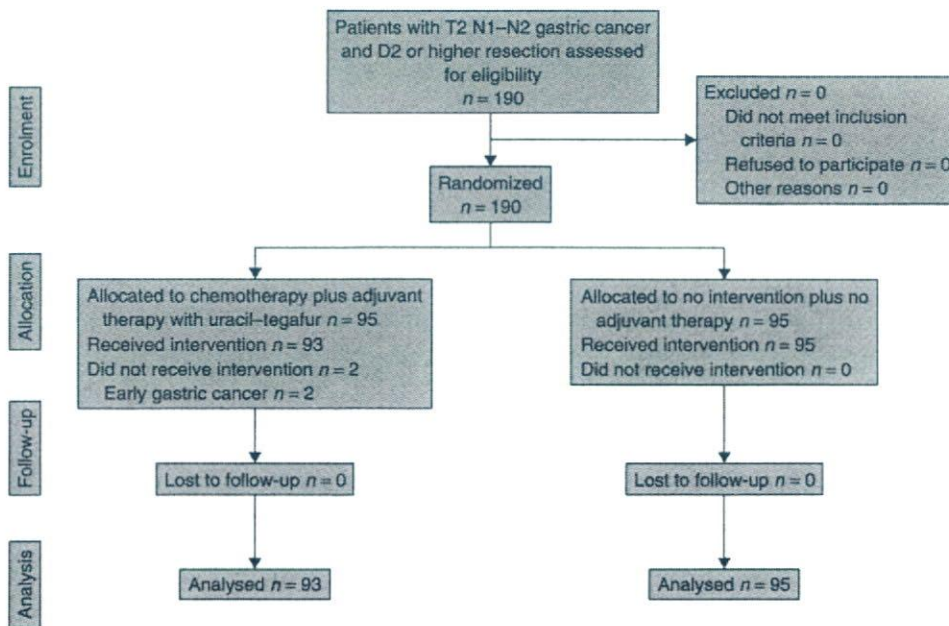 Patients with T2 N1–N2 gastric cancer
and D2 or higher resection assessed
for eligibility
n = 190
Enrolment
Excluded n = 0
Did not meet inclusion
criteria n = 0
Refused to participate n = 0
Other reasons n = 0
Randomized
n = 190
Allocation
Allocated to chemotherapy plus adjuvant
therapy with uracil–tegafur n = 95
Received intervention n = 93
Did not receive intervention n = 2
Early gastric cancer n = 2
Allocated to no intervention plus no
adjuvant therapy n = 95
Received intervention n = 95
Did not receive intervention n = 0
Follow-up
Lost to follow-up n = 0
Lost to follow-up n = 0
Analysis
Analysed n = 93
Analysed n = 95